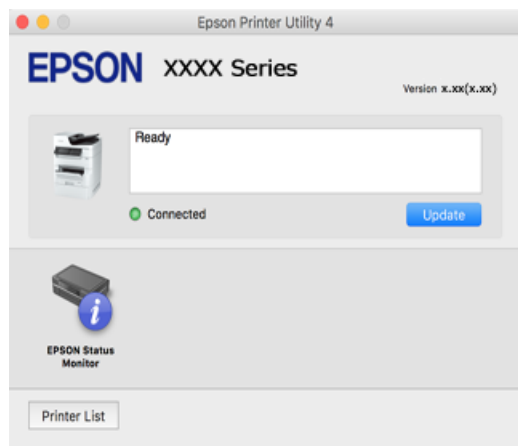 Epson Printer Utility 4
EPSON XXXX Series
Version x.xx(x.xx)
Ready
Connected
Update
EPSON Status
Monitor
Printer List